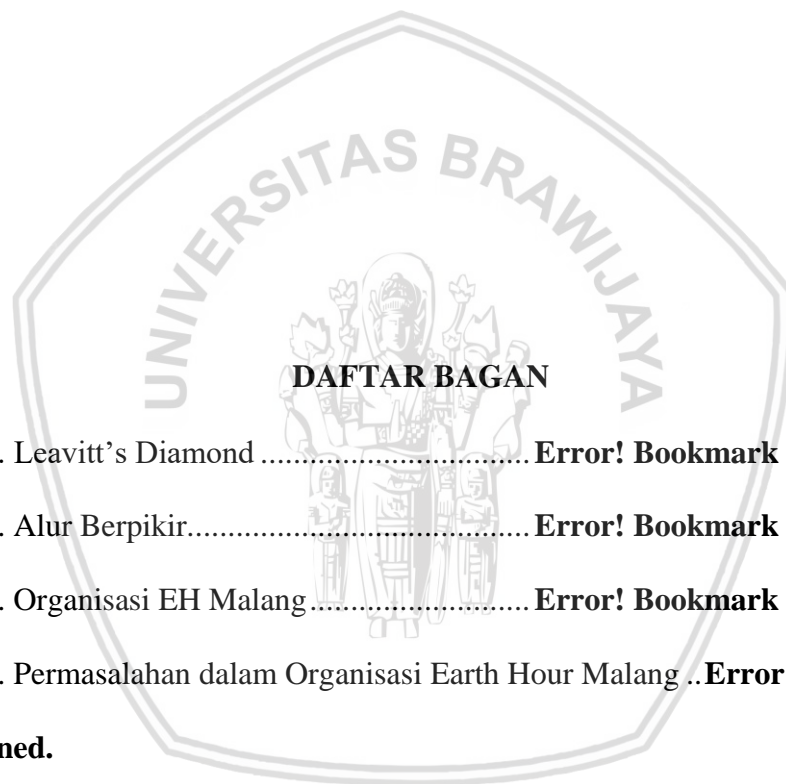 UNIVERSITAS BRAWIJAYA
DAFTAR BAGAN
. Leavitt’s Diamond ................................. Error! Bookmark
. Alur Berpikir.......................................... Error! Bookmark
. Organisasi EH Malang........................... Error! Bookmark
. Permasalahan dalam Organisasi Earth Hour Malang ..Error
ned.